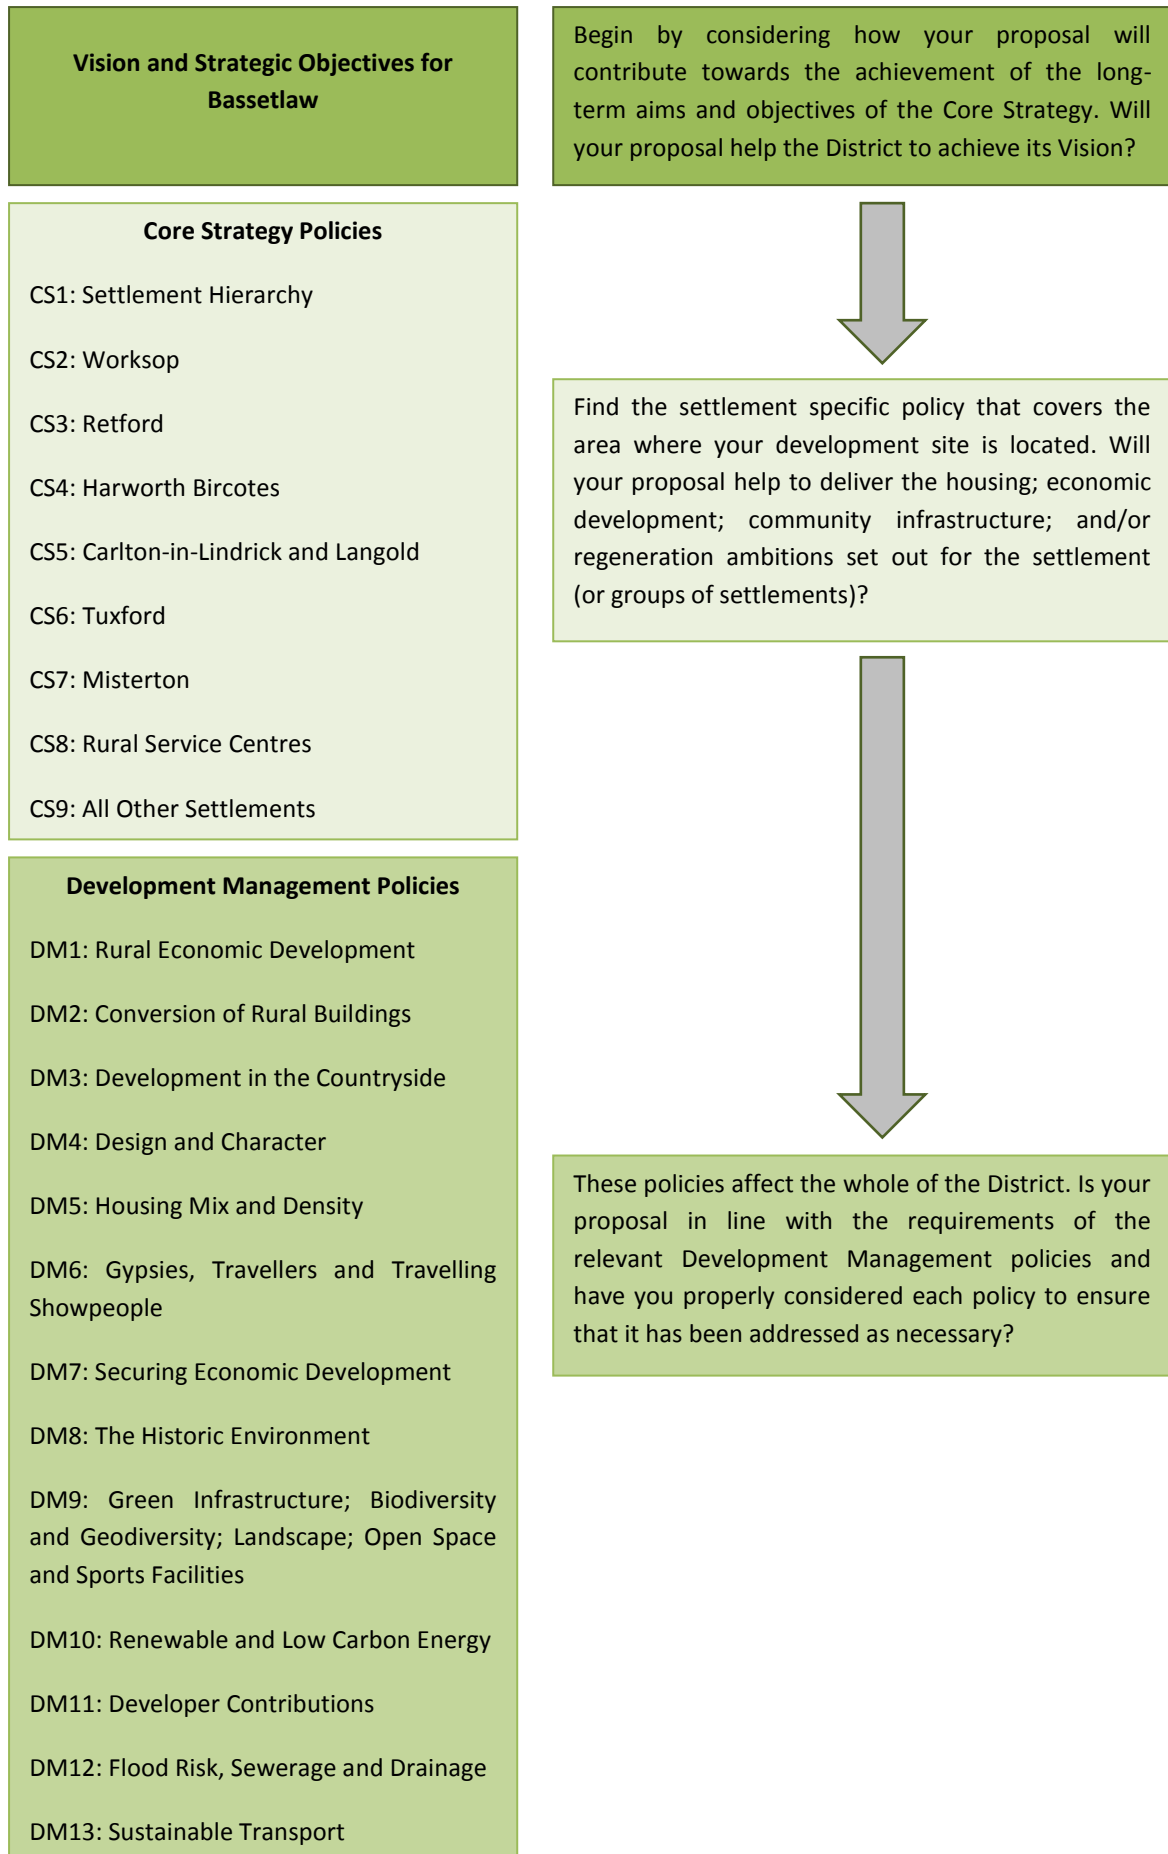 Vision and Strategic Objectives for
Bassetlaw
Begin by considering how your proposal will
contribute towards the achievement of the long-
term aims and objectives of the Core Strategy. Will
your proposal help the District to achieve its Vision?
Core Strategy Policies
CS1: Settlement Hierarchy
CS2: Worksop
CS3: Retford
CS4: Harworth Bircotes
CS5: Carlton-in-Lindrick and Langold
CS6: Tuxford
CS7: Misterton
CS8: Rural Service Centres
CS9: All Other Settlements
Find the settlement specific policy that covers the
area where your development site is located. Will
your proposal help to deliver the housing; economic
development; community infrastructure; and/or
regeneration ambitions set out for the settlement
(or groups of settlements)?
Development Management Policies
DM1: Rural Economic Development
DM2: Conversion of Rural Buildings
DM3: Development in the Countryside
DM4: Design and Character
DM5: Housing Mix and Density
DM6: Gypsies, Travellers and Travelling
Showpeople
DM7: Securing Economic Development
DM8: The Historic Environment
DM9: Green Infrastructure; Biodiversity
and Geodiversity; Landscape; Open Space
and Sports Facilities
DM10: Renewable and Low Carbon Energy
DM11: Developer Contributions
DM12: Flood Risk, Sewerage and Drainage
DM13: Sustainable Transport
These policies affect the whole of the District. Is your
proposal in line with the requirements of the
relevant Development Management policies and
have you properly considered each policy to ensure
that it has been addressed as necessary?